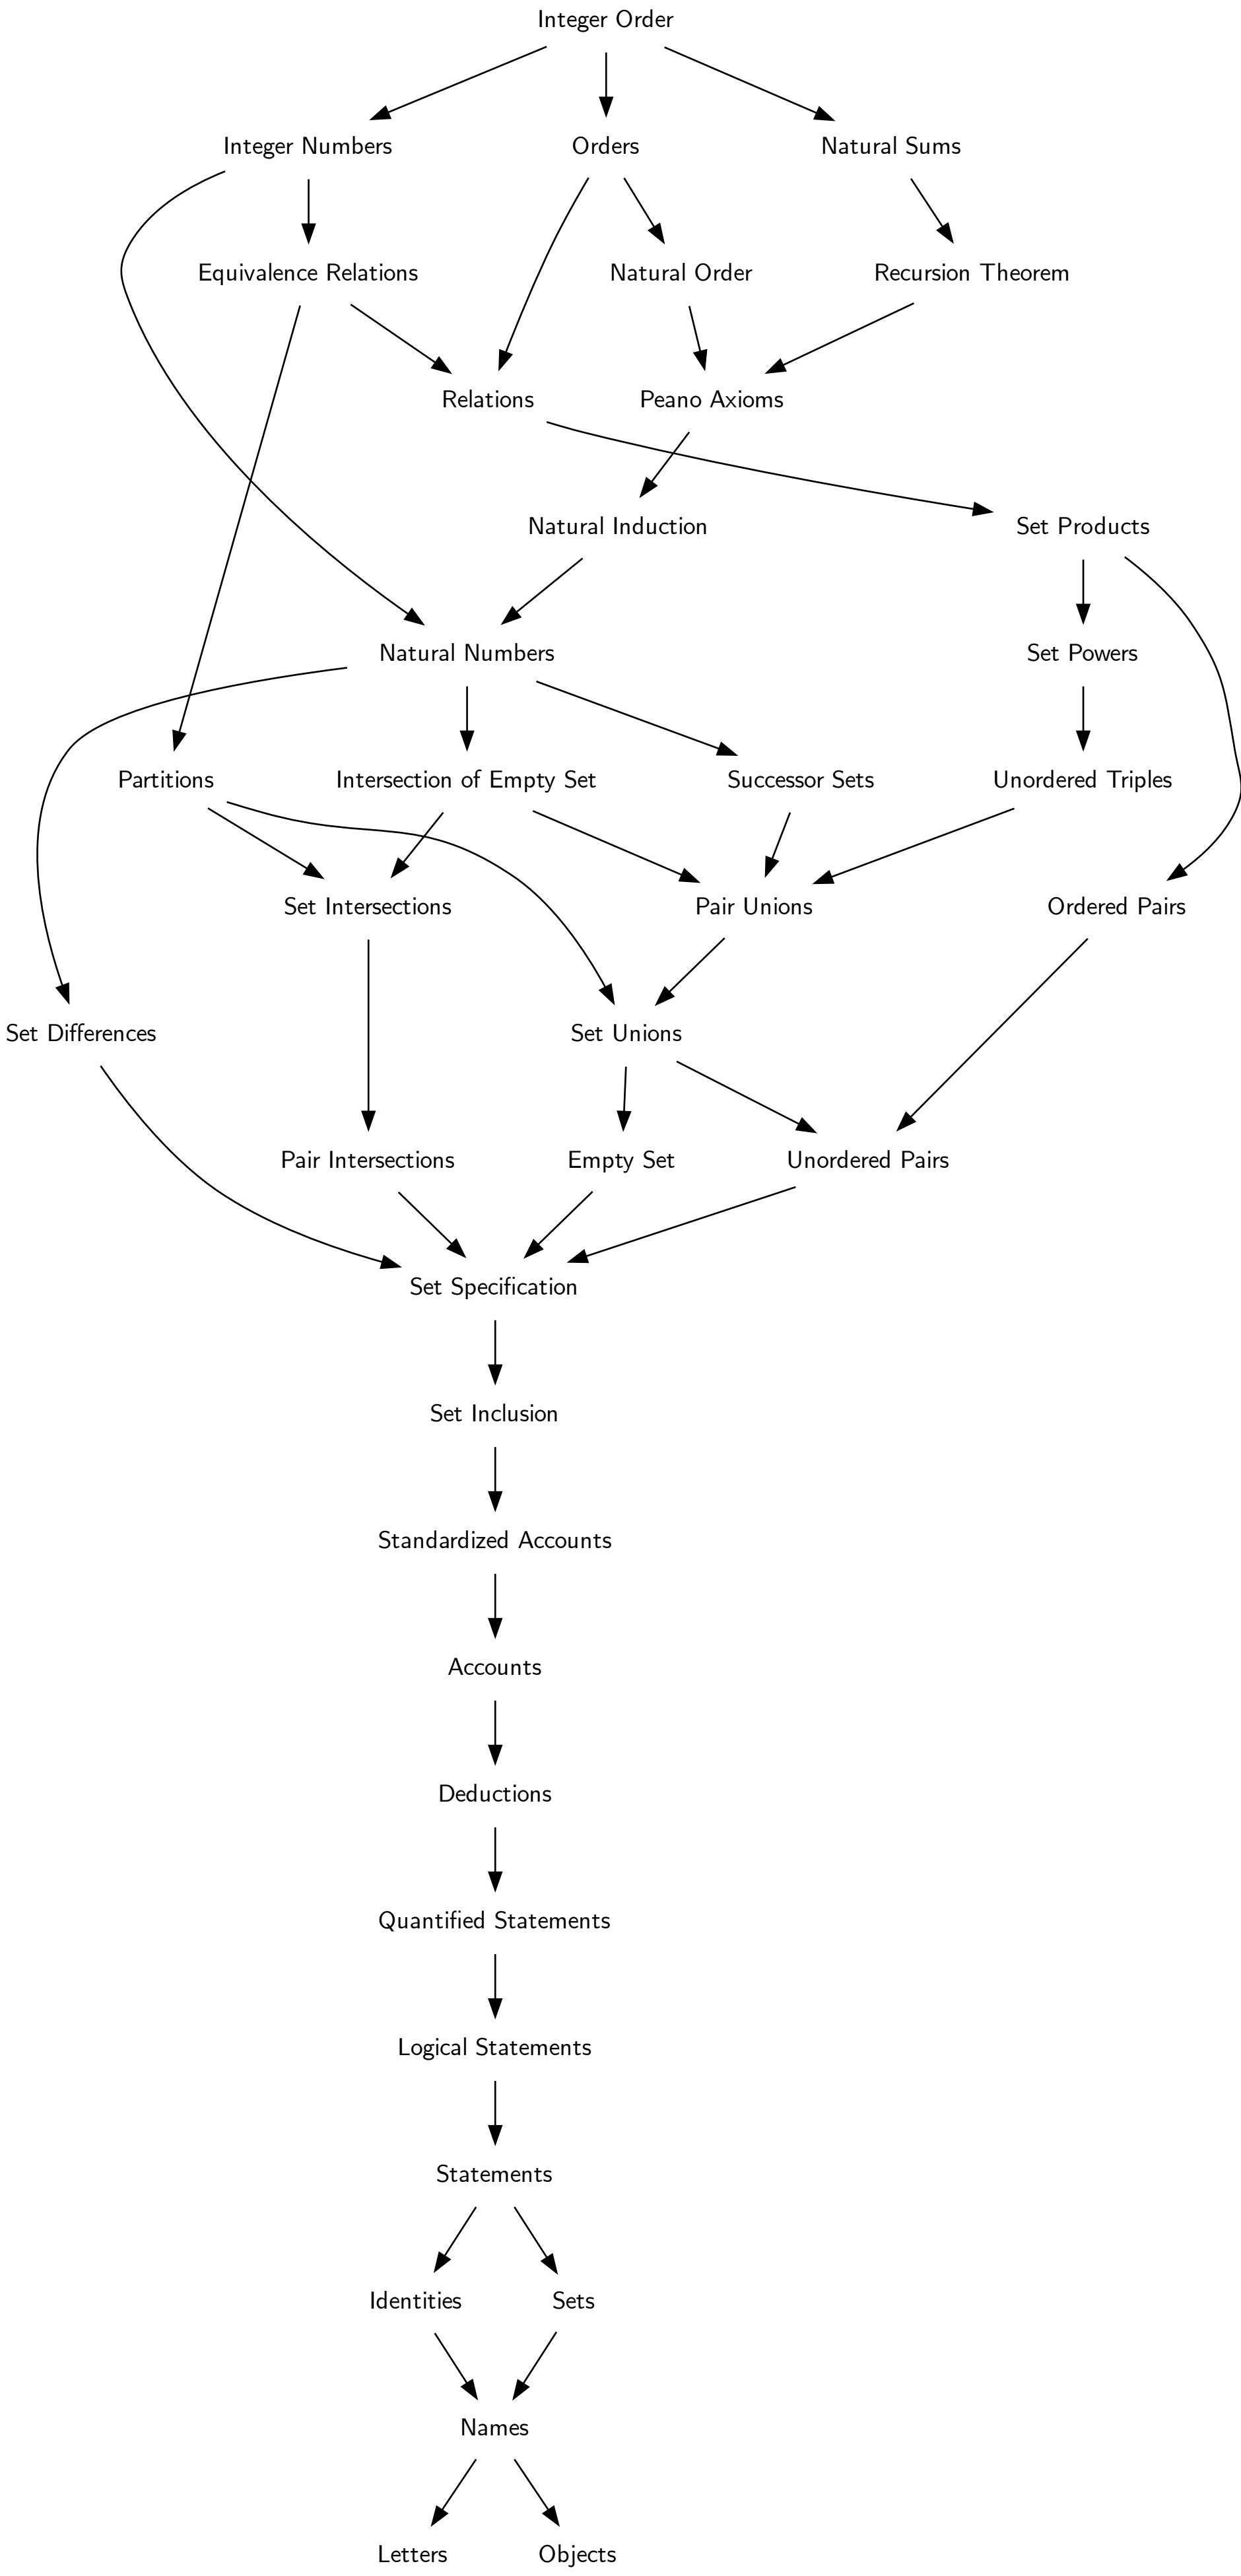 Integer Order
Integer Numbers
Orders
Natural Sums
Equivalence Relations
Natural Order
Recursion Theorem
Relations
Peano Axioms
Natural Induction
Set Products
Natural Numbers
Set Powers
Partitions
Intersection of Empty Set
Successor Sets
Unordered Triples
Set Intersections
Pair Unions
Ordered Pairs
Set Differences
Set Unions
Pair Intersections
Empty Set
Unordered Pairs
Set Specification
Set Inclusion
Standardized Accounts
Accounts
Deductions
Quantified Statements
Logical Statements
Statements
Identities
Sets
Names
Letters
Objects